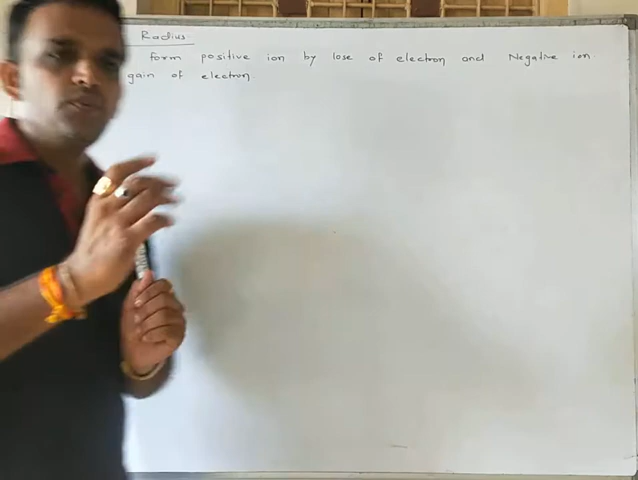 Radius
form positive ion by lose of electron and Negative ion
gain of electron